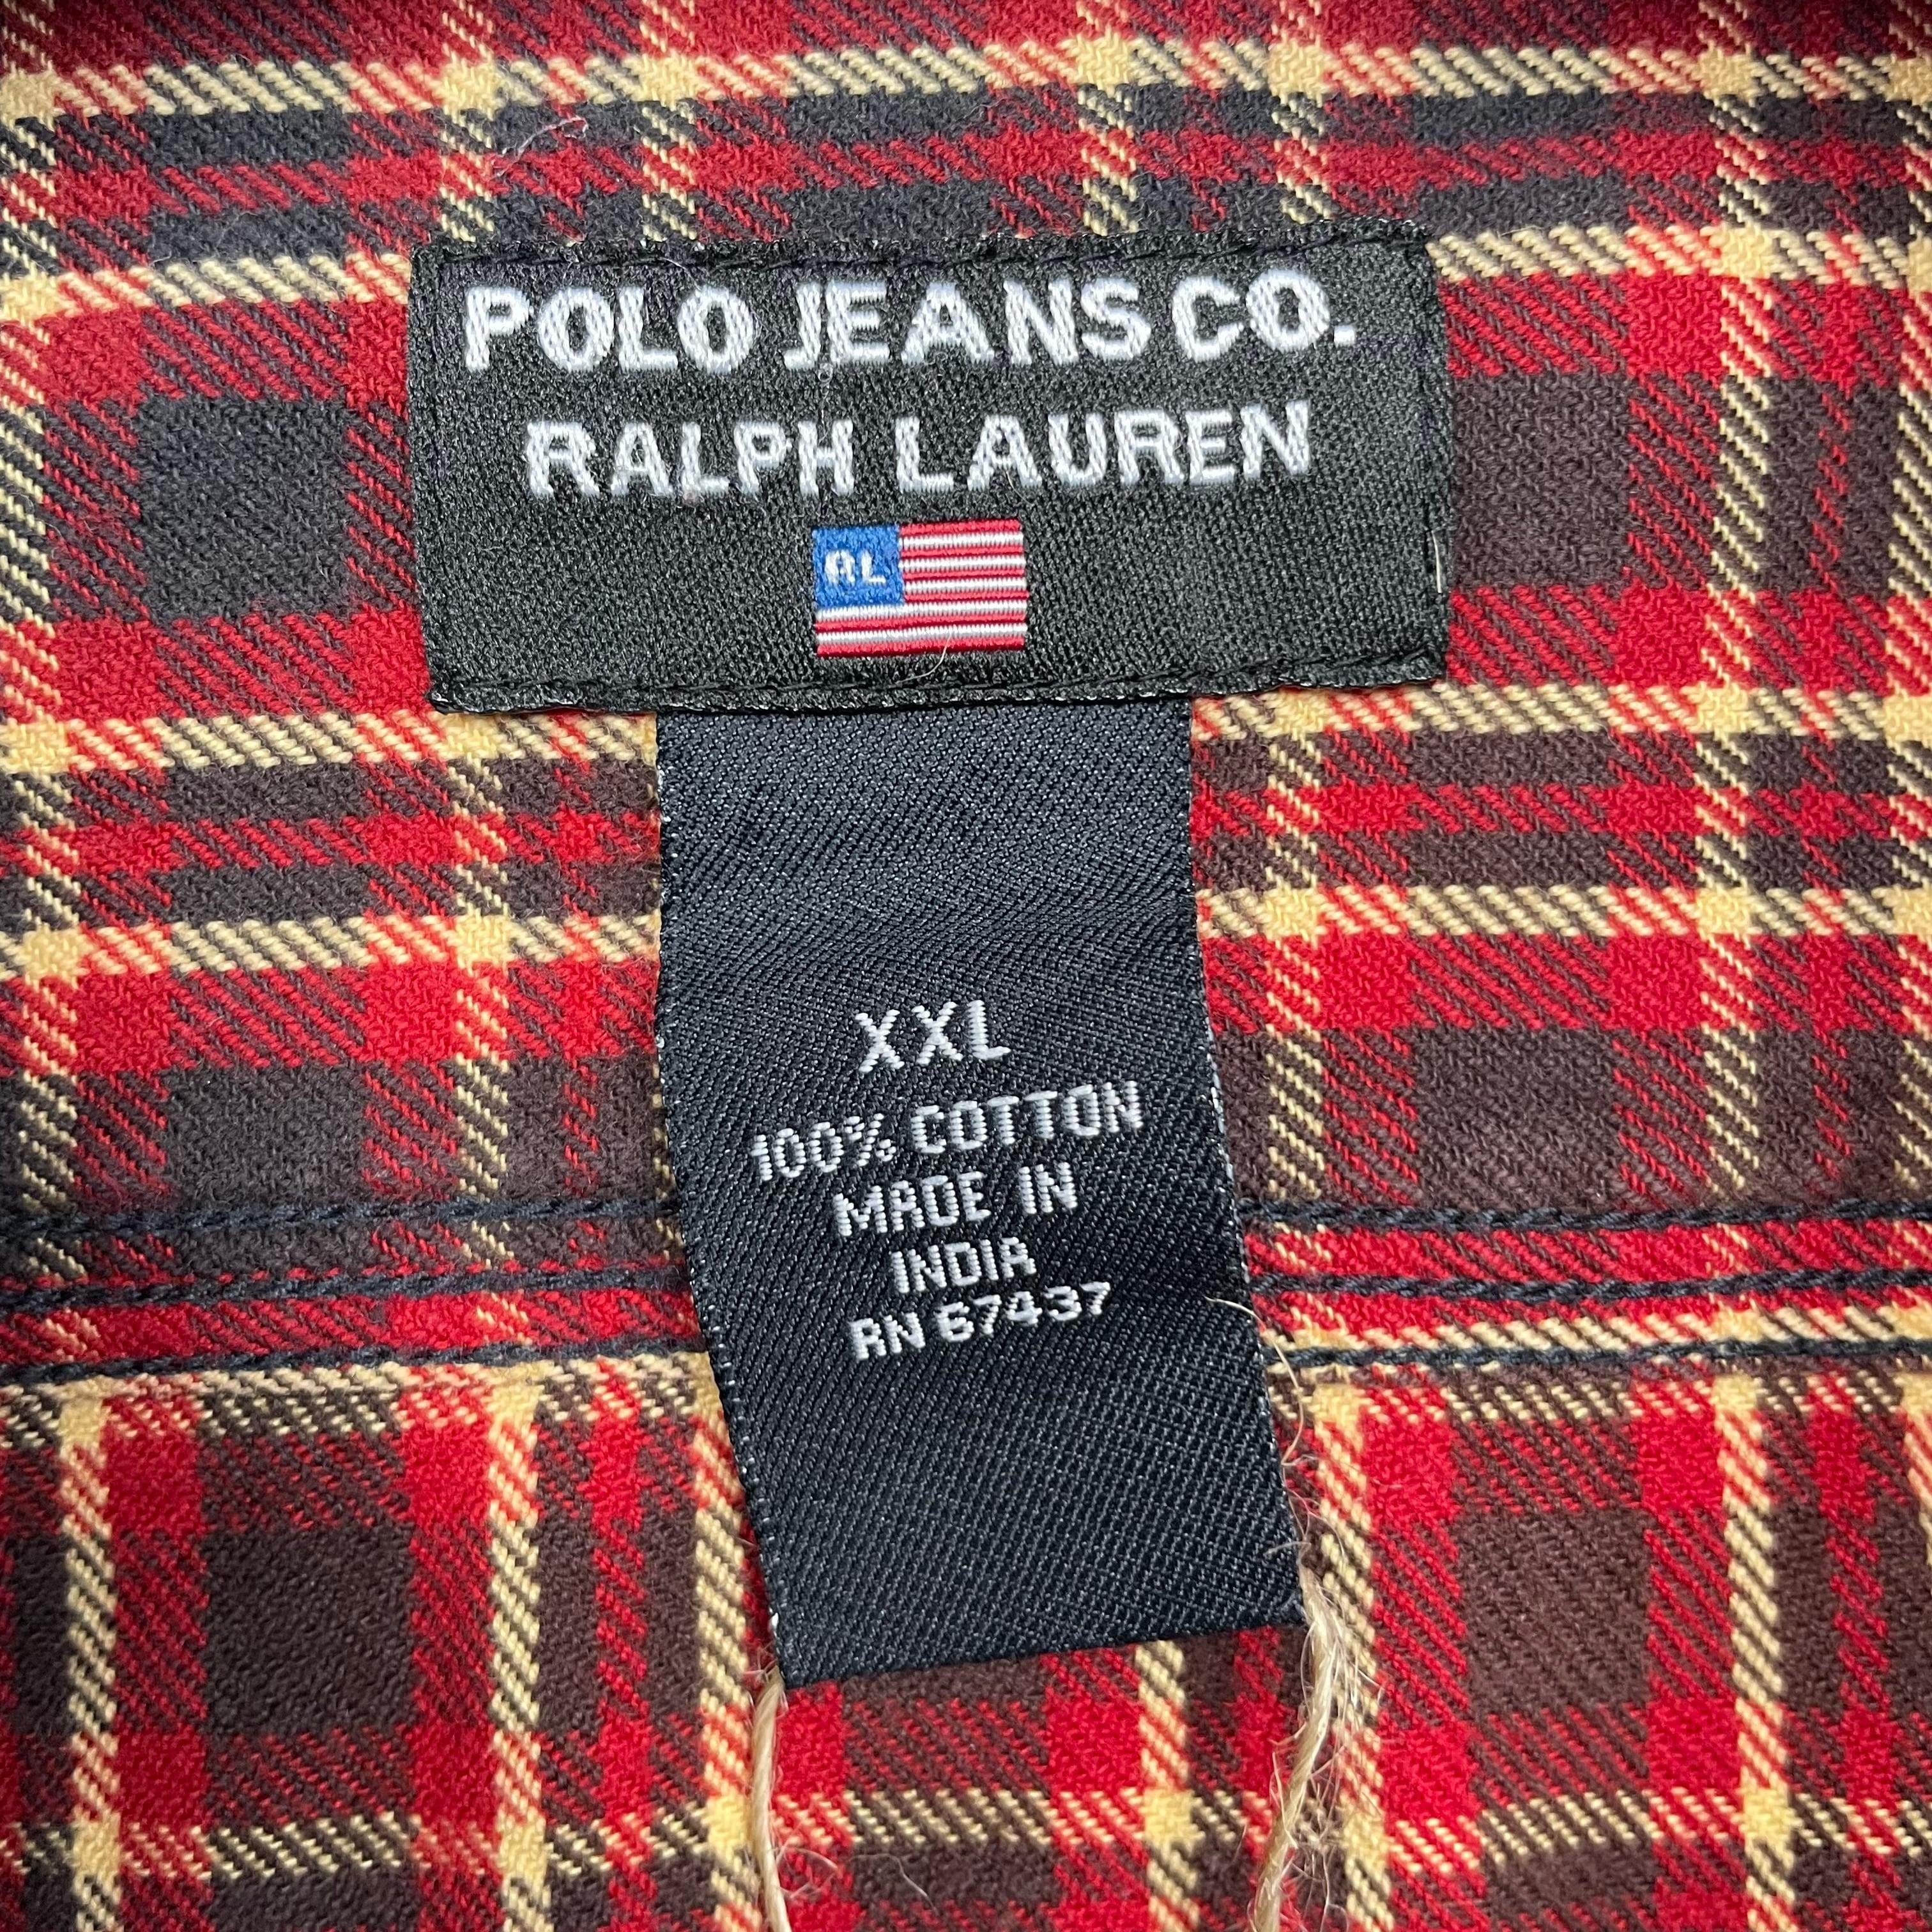 POLO JEANS CO.
RALPH LAUREN
RL
XXL
100% COTTON
MADE IN
INDIA
RN 67437